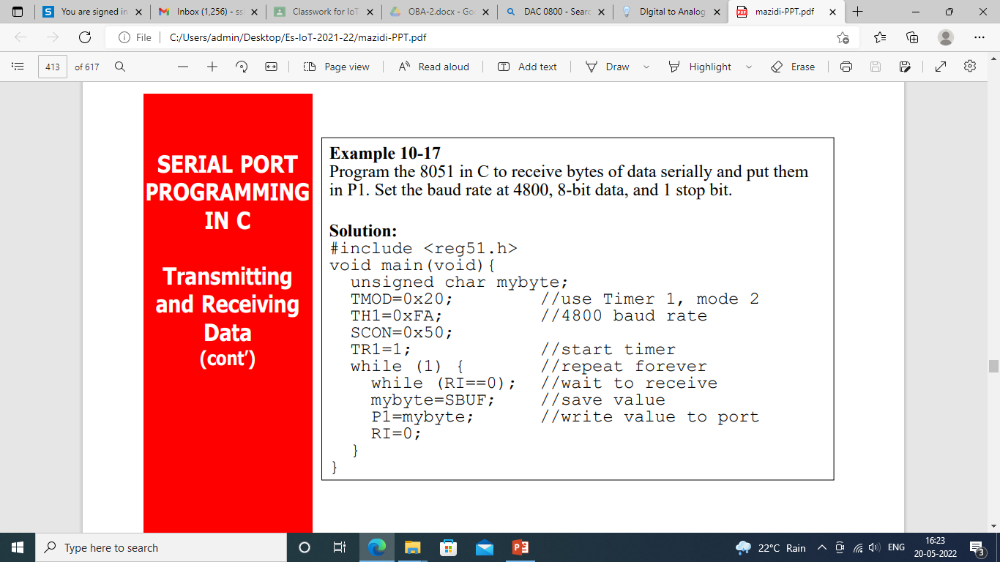 You are signed in
Inbox (1,256) - ss
Classwork for IoT
OBA-2.docx - Go
DAC 0800 - Searc
DIgital to Analog
mazidi-PPT.pdf
File
C:/Users/admin/Desktop/Es-IoT-2021-22/mazidi-PPT.pdf
413 of 617
Page view
Read aloud
Add text
Draw
Highlight
Erase
SERIAL PORT
PROGRAMMING
IN C
Transmitting
and Receiving
Data
(cont’)
Example 10-17
Program the 8051 in C to receive bytes of data serially and put them
in P1. Set the baud rate at 4800, 8-bit data, and 1 stop bit.
Solution:
#include <reg51.h>
void main(void){
unsigned char mybyte;
TMOD=0x20; //use Timer 1, mode 2
TH1=0xFA; //4800 baud rate
SCON=0x50;
TR1=1; //start timer
while (1) { //repeat forever
while (RI==0); //wait to receive
mybyte=SBUF; //save value
P1=mybyte; //write value to port
RI=0;
}
}
Type here to search
22°C Rain
ENG
16:23
20-05-2022
3